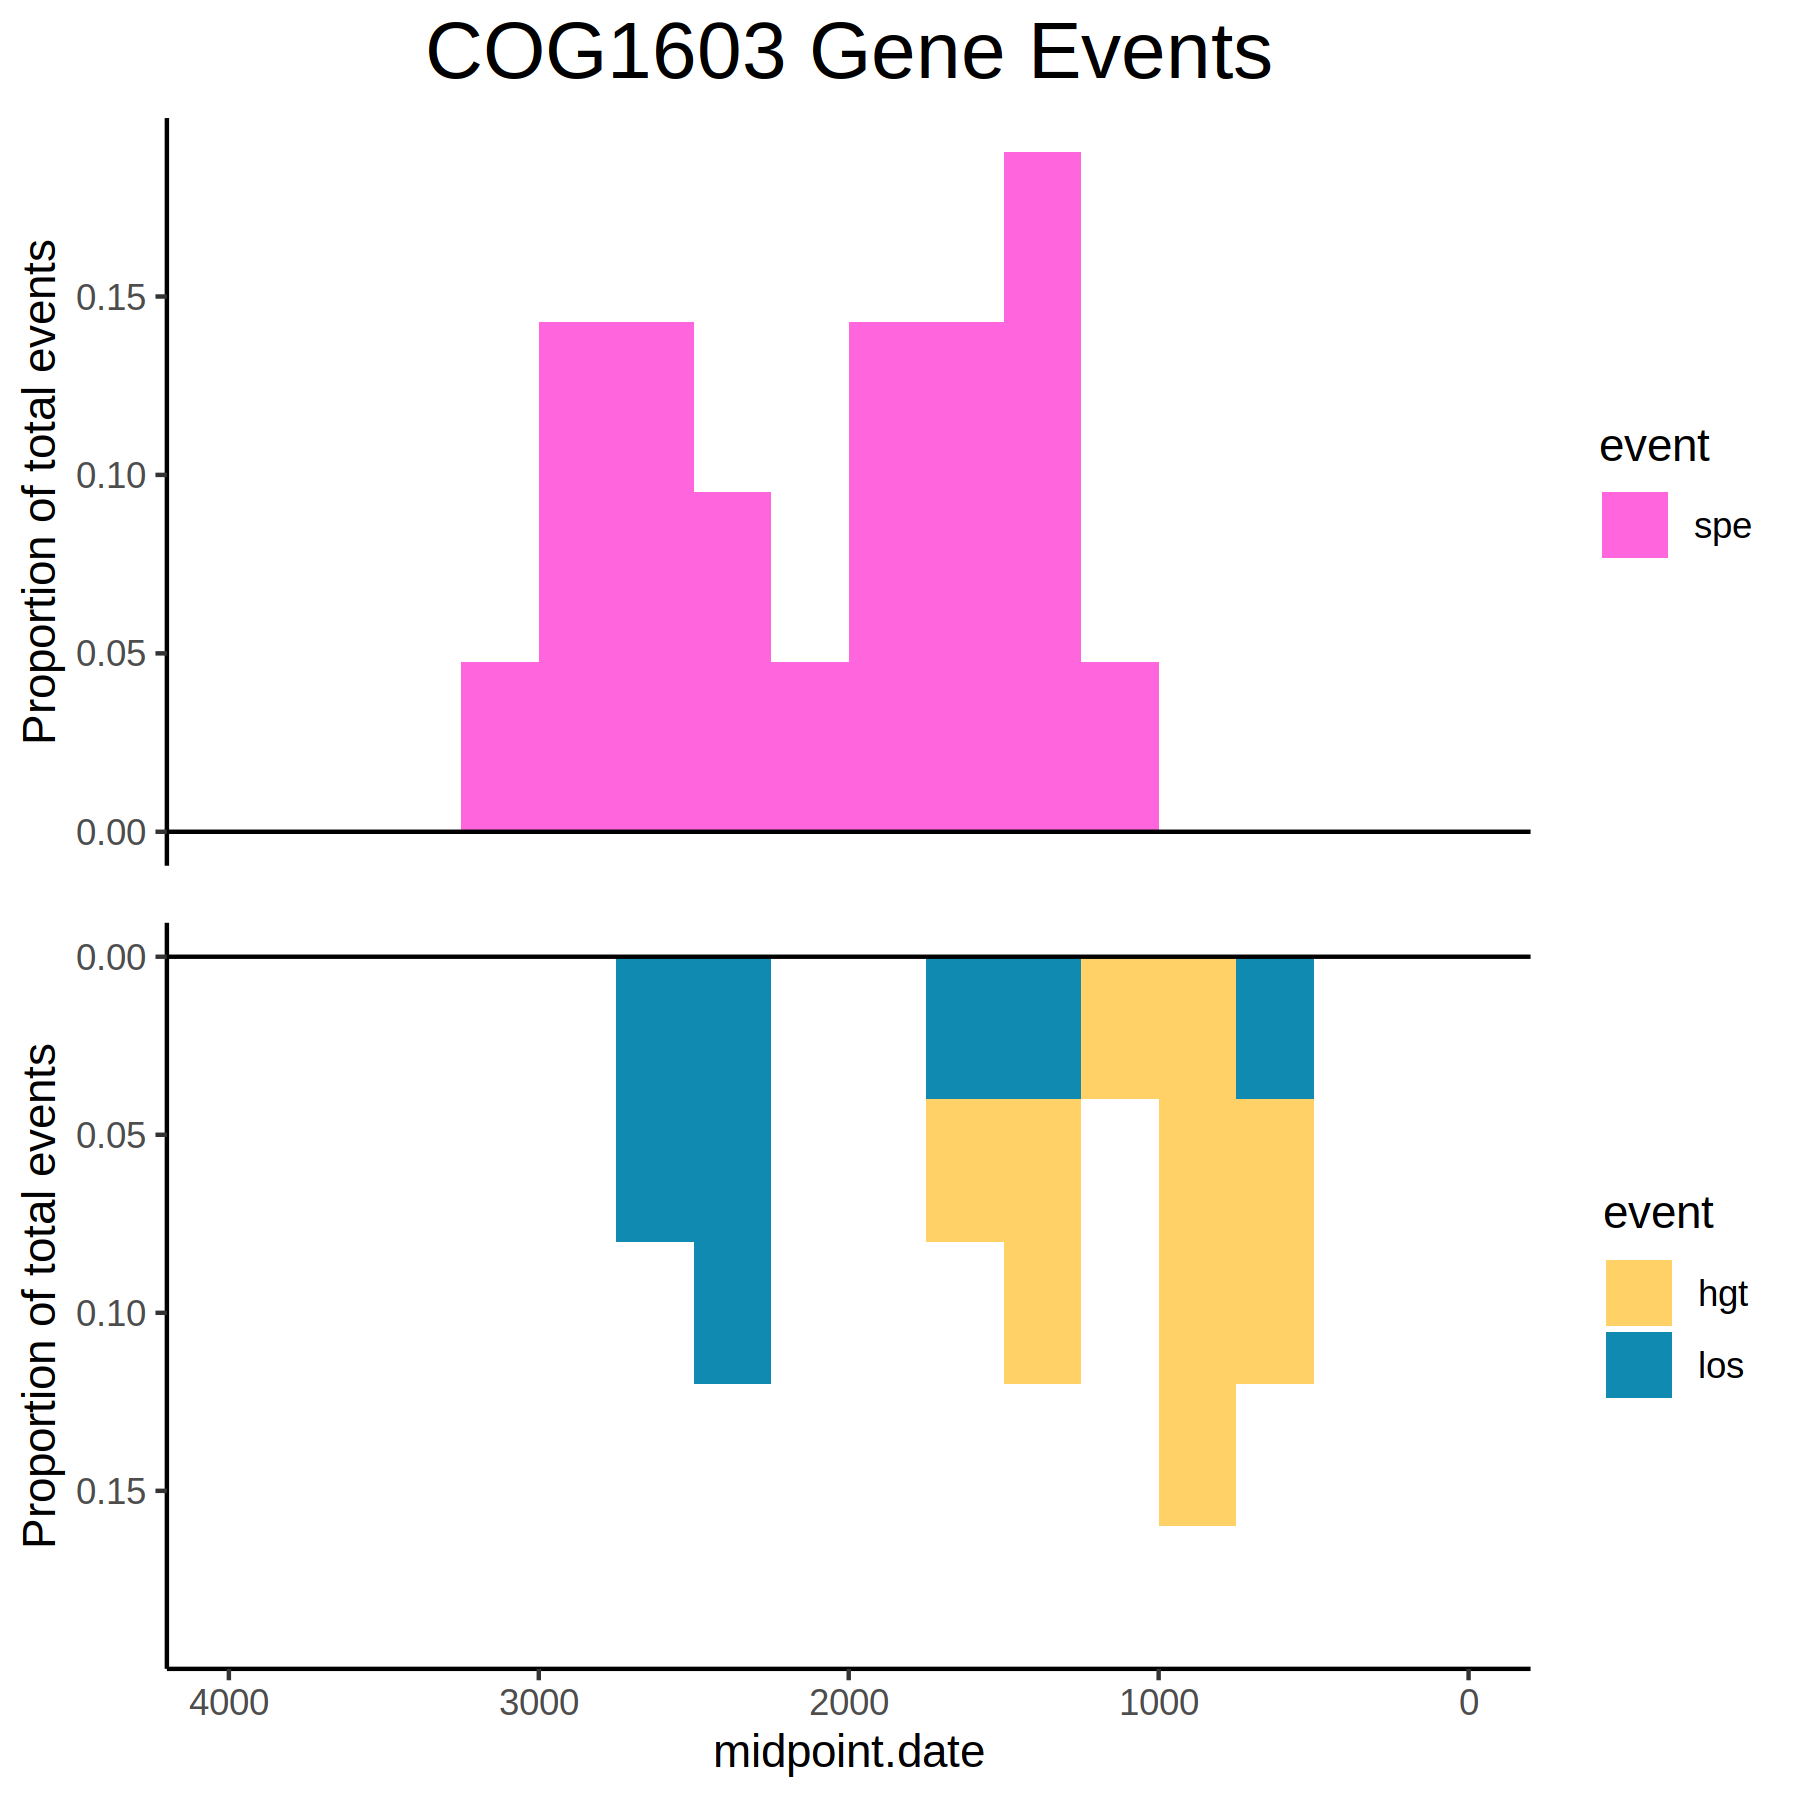 COG1603 Gene Events
Proportion of total events
0.15
0.10
0.05
0.00
event
spe
Proportion of total events
0.00
0.05
0.10
0.15
event
hgt
los
4000 3000 2000 1000 0
midpoint.date